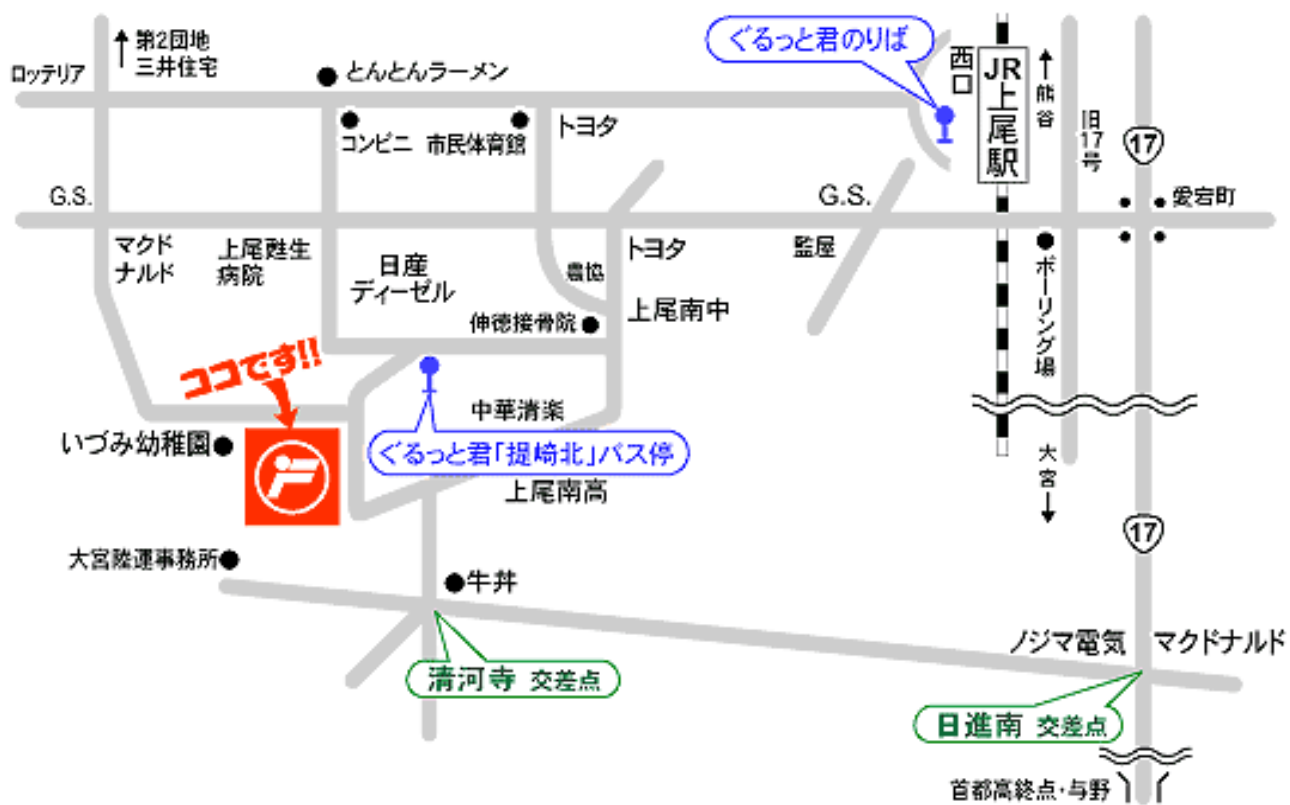 ぐるっと君のりば
第2団地
三井住宅
ロッテリア
とんとんラーメン
西口
JR上尾駅
熊谷
旧17号
17
コンビニ
市民体育館
トヨタ
G.S.
G.S.
愛宕町
マクド
ナルド
上尾甦生
病院
日産
ディーゼル
農協
トヨタ
監屋
ボーリング場
上尾南中
伸徳接骨院
ココです!!
中華清楽
いづみ幼稚園
ぐるっと君「提崎北」バス停
大宮
上尾南高
17
大宮陸運事務所
牛丼
ノジマ電気
マクドナルド
清河寺 交差点
日進南 交差点
首都高終点・与野